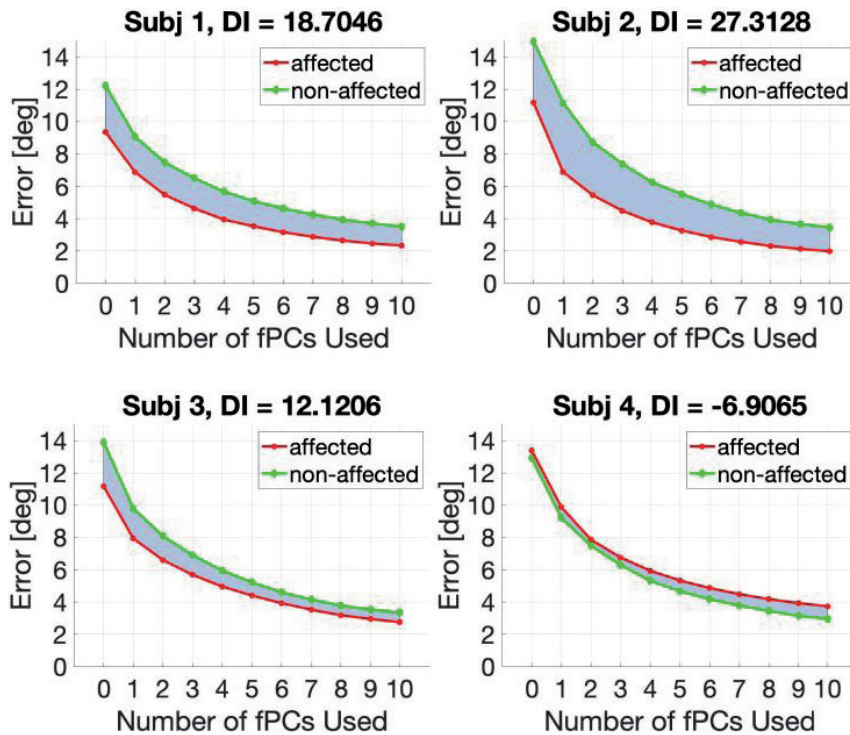 Subj 1, DI = 18.7046
14
12
10
8
6
4
2
0
Error [deg]
affected
non-affected
0 1 2 3 4 5 6 7 8 9 10
Number of fPCs Used
Subj 2, DI = 27.3128
14
12
10
8
6
4
2
0
Error [deg]
affected
non-affected
0 1 2 3 4 5 6 7 8 9 10
Number of fPCs Used
Subj 3, DI = 12.1206
14
12
10
8
6
4
2
0
Error [deg]
affected
non-affected
0 1 2 3 4 5 6 7 8 9 10
Number of fPCs Used
Subj 4, DI = -6.9065
14
12
10
8
6
4
2
0
Error [deg]
affected
non-affected
0 1 2 3 4 5 6 7 8 9 10
Number of fPCs Used